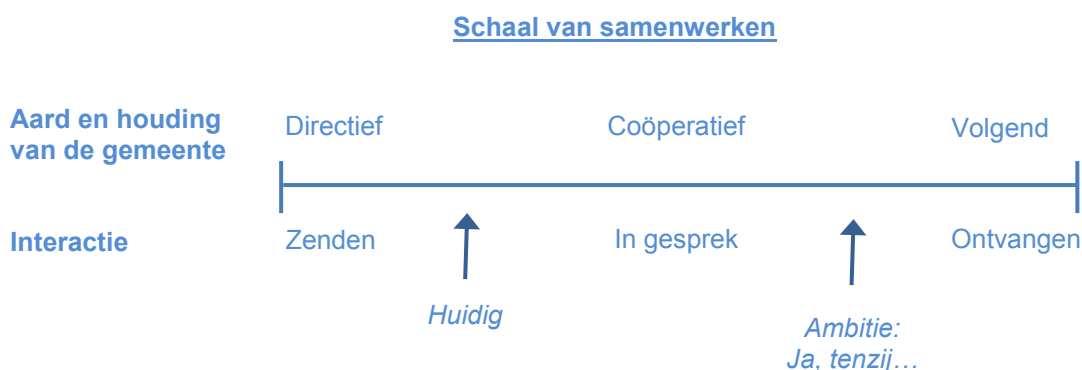 Schaal van samenwerken
Aard en houding
van de gemeente
Directief
Coöperatief
Volgend
Interactie
Zenden
In gesprek
Ontvangen
Huidig
Ambitie:
Ja, tenzij…